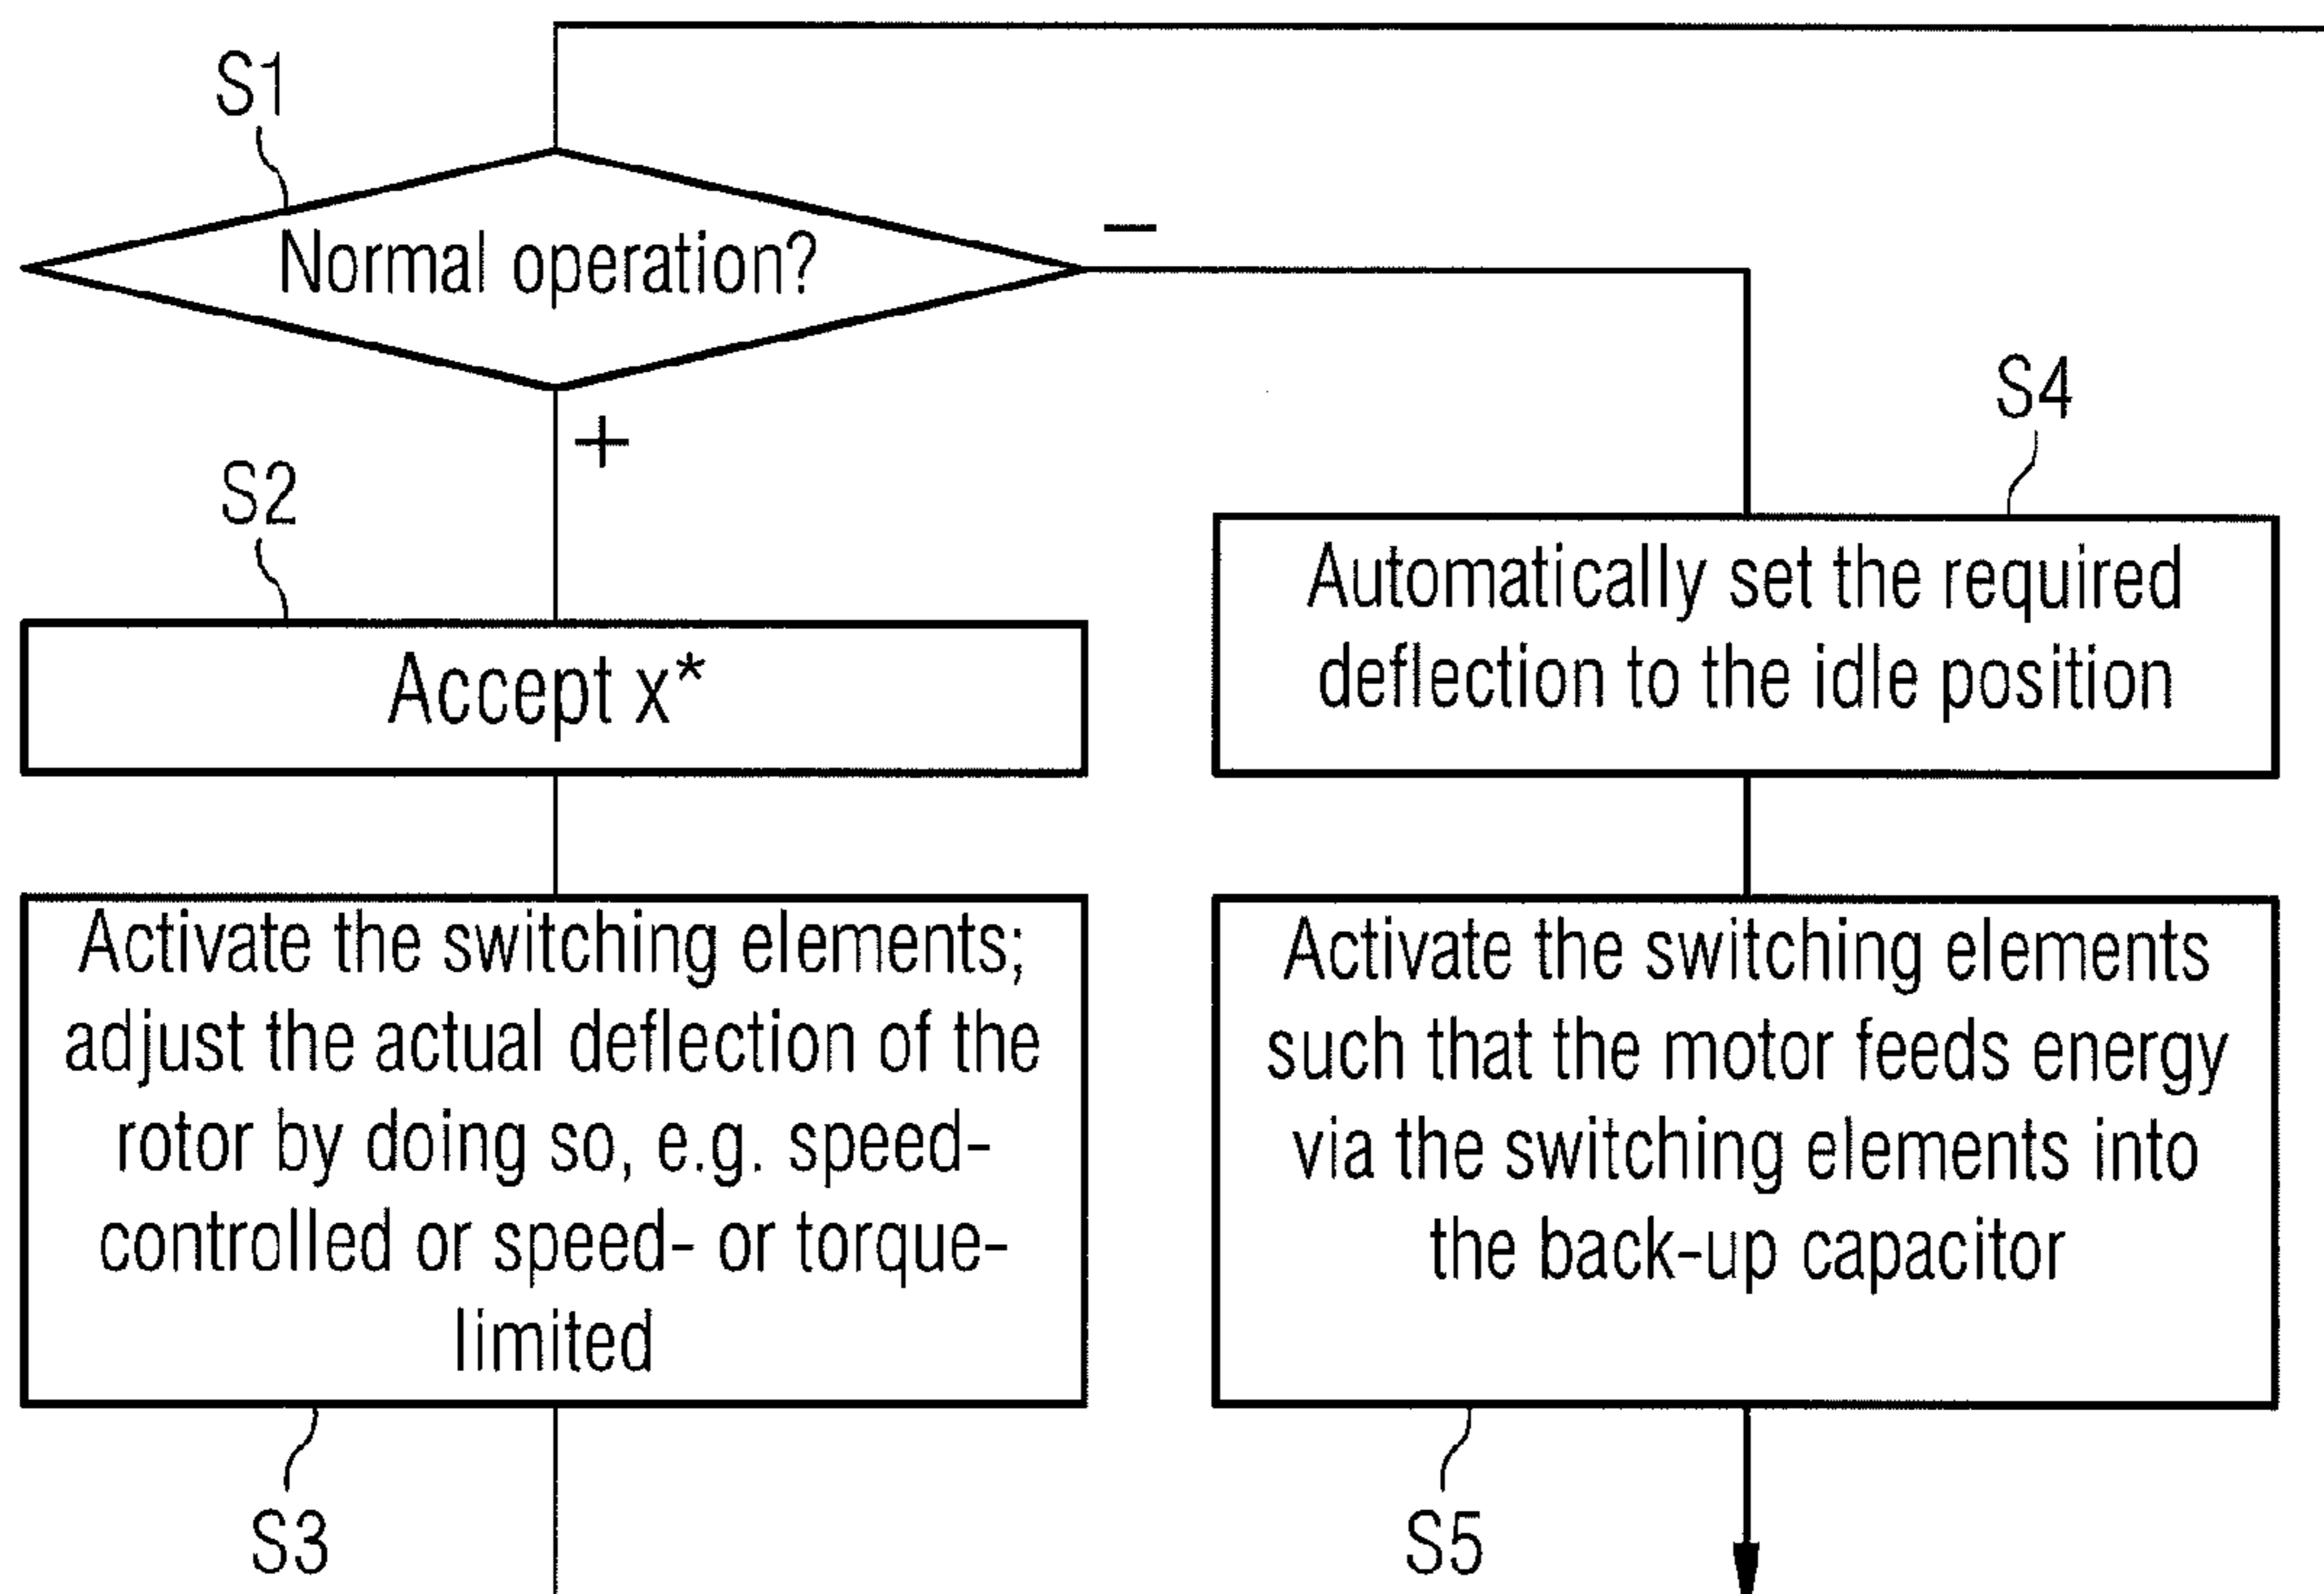 S1
Normal operation?
−
+
S2
Accept x*
S4
Automatically set the required
deflection to the idle position
Activate the switching elements;
adjust the actual deflection of the
rotor by doing so, e.g. speed-
controlled or speed- or torque-
limited
S3
Activate the switching elements
such that the motor feeds energy
via the switching elements into
the back-up capacitor
S5